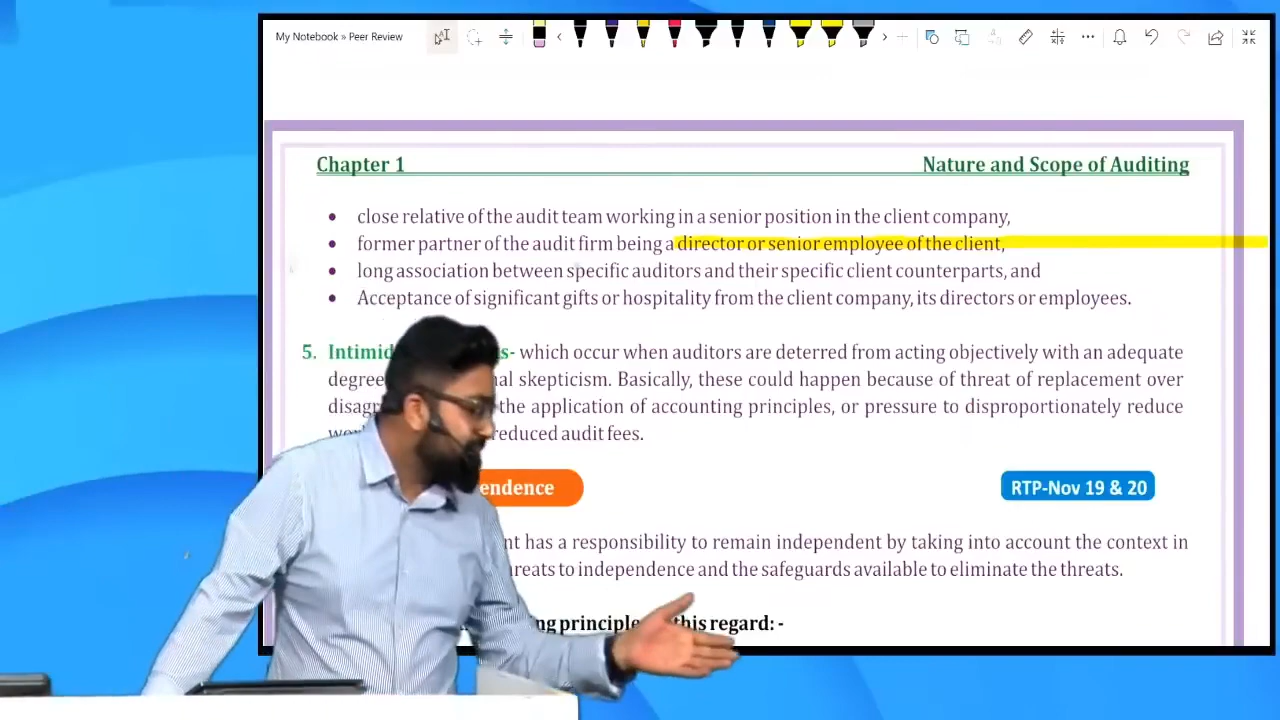 My Notebook » Peer Review
Chapter 1 Nature and Scope of Auditing
• close relative of the audit team working in a senior position in the client company,
• former partner of the audit firm being a director or senior employee of the client,
• long association between specific auditors and their specific client counterparts, and
• Acceptance of significant gifts or hospitality from the client company, its directors or employees.
5. which occur when auditors are deterred from acting objectively with an adequate
degree skepticism. Basically, these could happen because of threat of replacement over
the application of accounting principles, or pressure to disproportionately reduce
reduced audit fees.
RTP-Nov 19 & 20
has a responsibility to remain independent by taking into account the context in
to independence and the safeguards available to eliminate the threats.
this regard: -